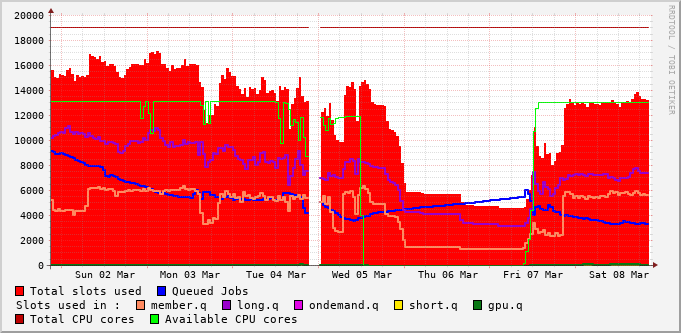 20000
18000
16000
14000
12000
10000
8000
6000
4000
2000
0
Sun 02 Mar Mon 03 Mar Tue 04 Mar Wed 05 Mar Thu 06 Mar Fri 07 Mar Sat 08 Mar
Total slots used Queued Jobs
Slots used in : member.q long.q ondemand.q short.q gpu.q
Total CPU cores Available CPU cores
RRDTOOL / TOBI OETIKER